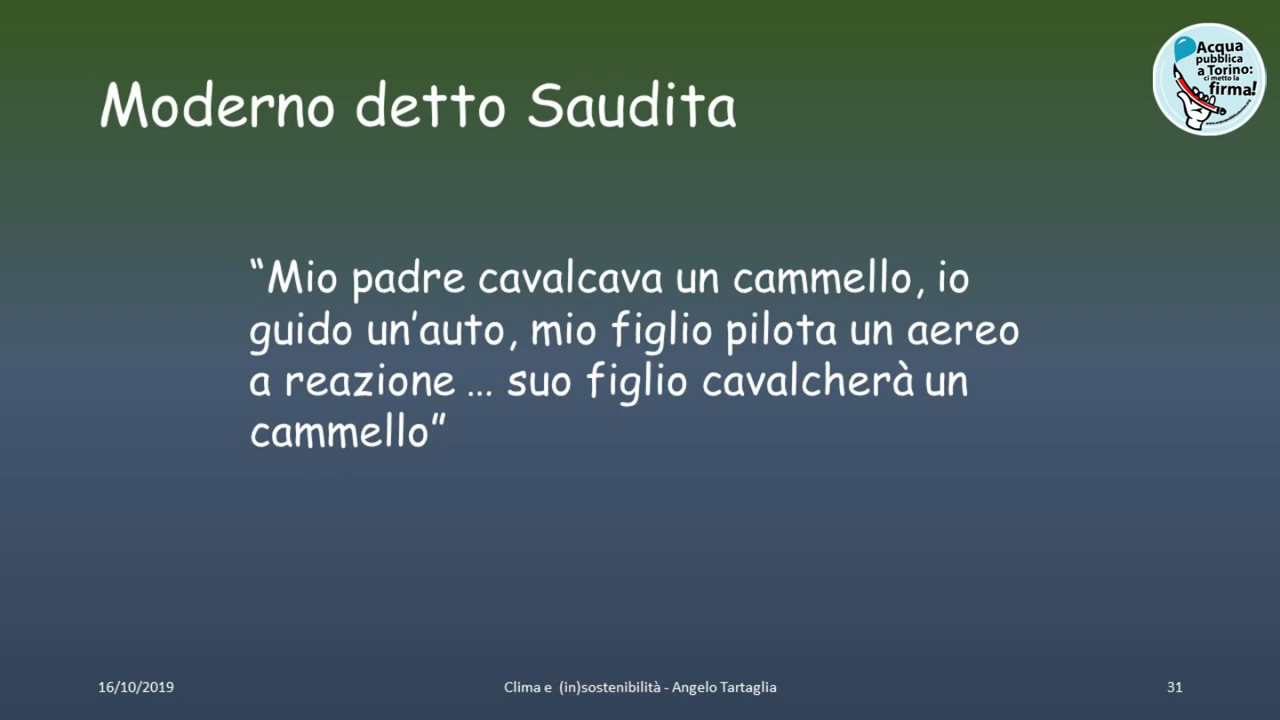 Moderno detto Saudita
Acqua
pubblica
a Torino:
ci metto la
firma!
“Mio padre cavalcava un cammello, io
guido un’auto, mio figlio pilota un aereo
a reazione … suo figlio cavalcherà un
cammello”
16/10/2019
Clima e (in)sostenibilità - Angelo Tartaglia
31